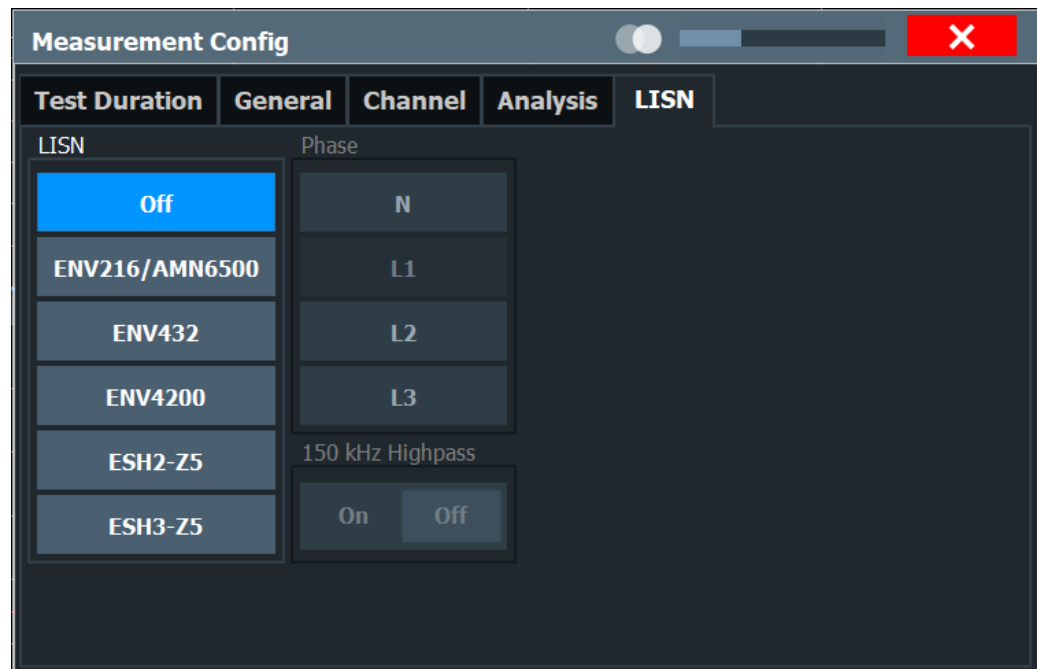 Measurement Config
Test Duration General Channel Analysis LISN
LISN Phase
Off N
ENV216/AMN6500 L1
ENV432 L2
ENV4200 L3
150 kHz Highpass
ESH2-Z5
ESH3-Z5 On Off